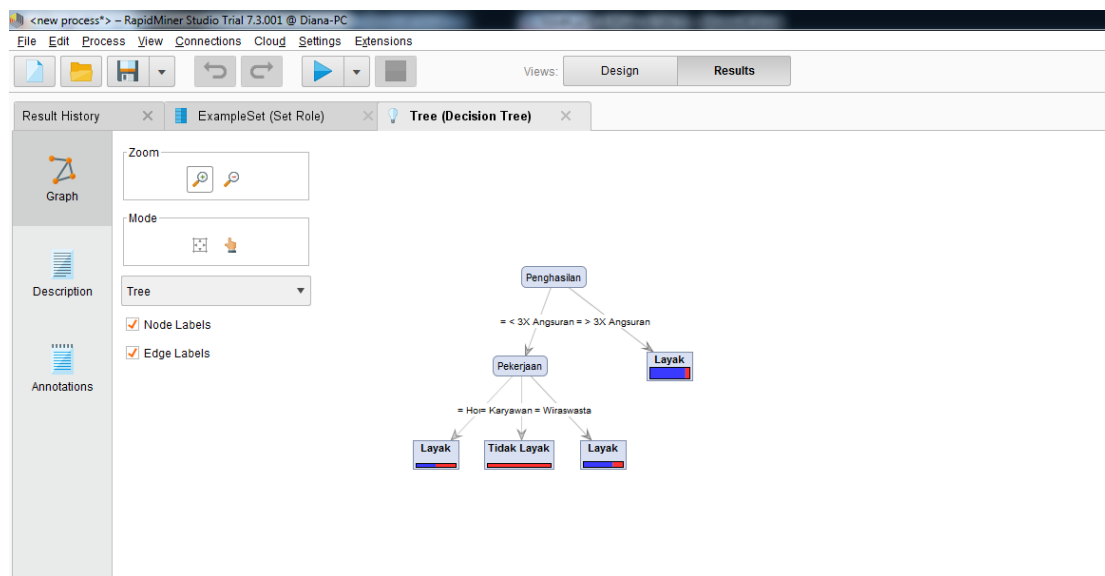 <new process*> – RapidMiner Studio Trial 7.3.001 @ Diana-PC
File Edit Process View Connections Cloud Settings Extensions
Views: Design Results
Result History ExampleSet (Set Role) Tree (Decision Tree)
Zoom
Graph
Mode
Description
Tree
Node Labels
Edge Labels
Annotations
Penghasilan
= < 3X Angsuran = > 3X Angsuran
Pekerjaan
Layak
= Hor= Karyawan = Wiraswasta
Layak Tidak Layak Layak